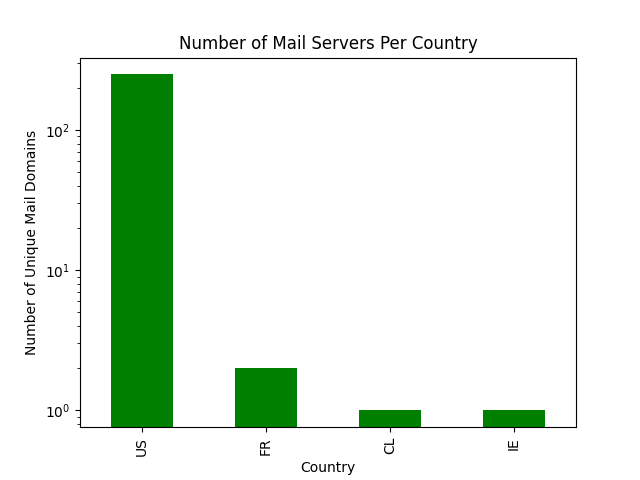 Number of Mail Servers Per Country
Number of Unique Mail Domains
10²
10¹
10⁰
US
FR
CL
IE
Country